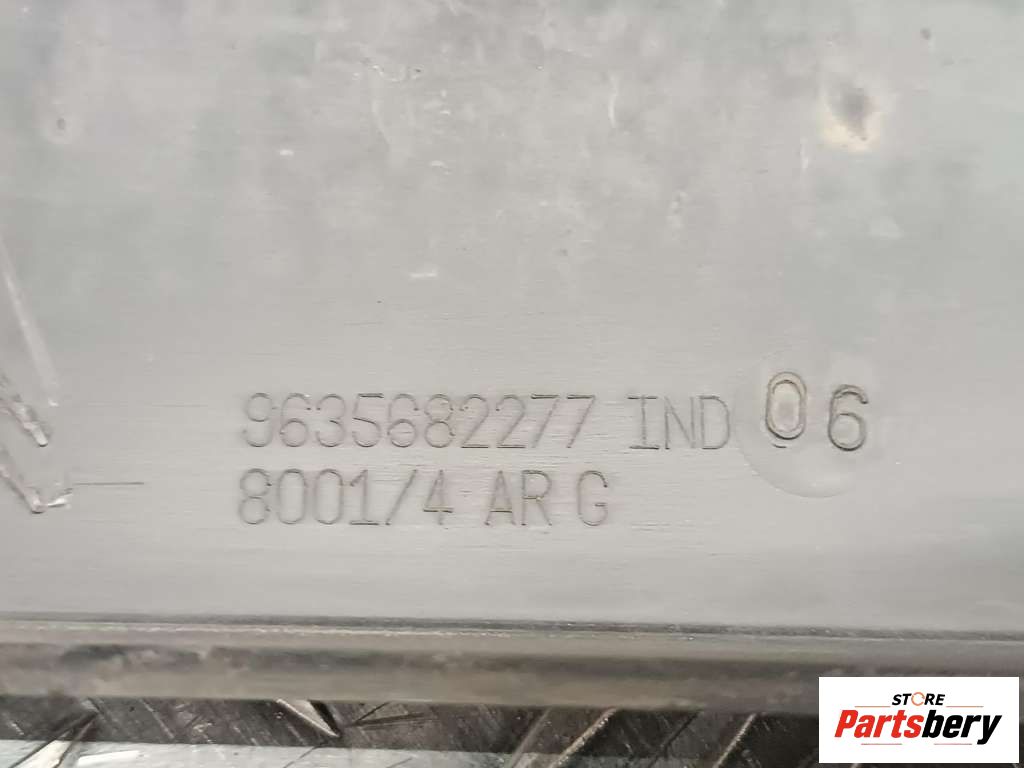 9635682277 IND 06
8001/4 AR G
STORE
Partsbery